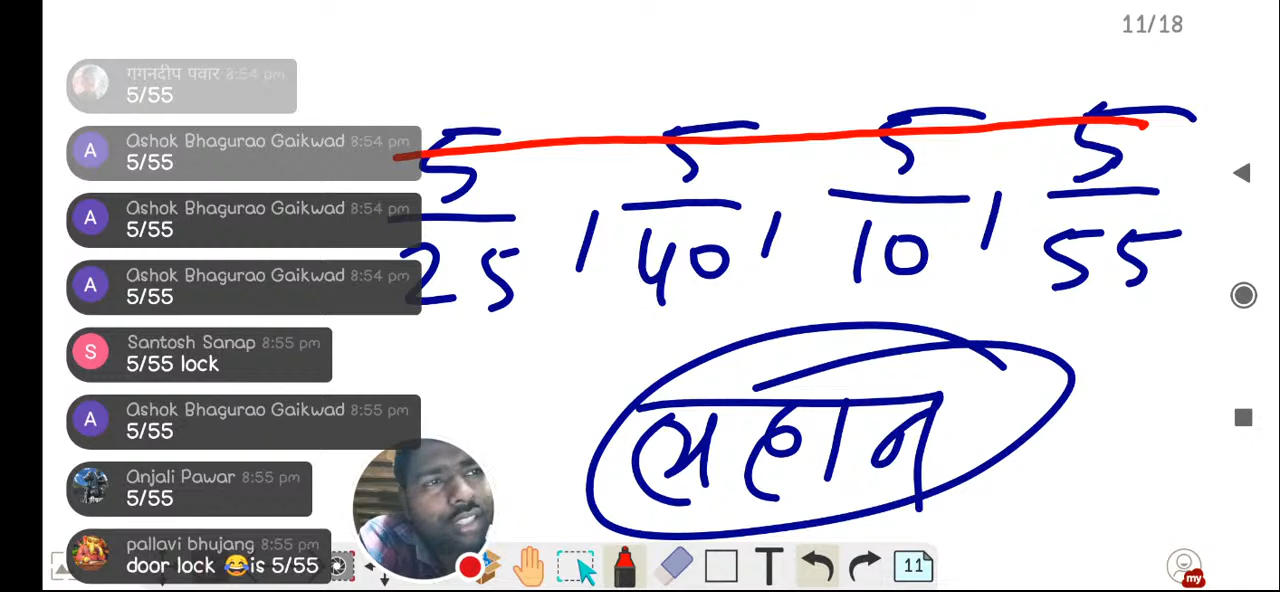 11/18
गगनदीप पवार 8:54 pm
5/55
Ashok Bhagurao Gaikwad 8:54 pm
5/55
A
Ashok Bhagurao Gaikwad 8:54 pm
5/55
A
Ashok Bhagurao Gaikwad 8:54 pm
5/55
A
Santosh Sanap 8:55 pm
5/55 lock
S
Ashok Bhagurao Gaikwad 8:55 pm
5/55
A
Anjali Pawar 8:55 pm
5/55
pallavi bhujang 8:55 pm
door lock 😂is 5/55
5/25 , 5/40 , 5/10 , 5/55
लहान
T
11
my